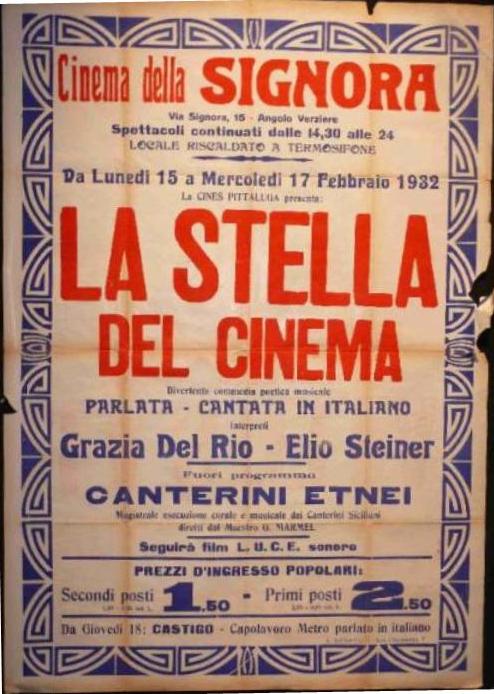 Cinema della SIGNORA
Via Signora, 15 - Angolo Verziere
Spettacoli continuati dalle 14,30 alle 24
LOCALE RISCALDATO A TERMOSIFONE
Da Lunedi 15 a Mercoledi 17 Febbraio 1932
La CINES PITTALUGA presenta:
LA STELLA
DEL CINEMA
Divertente commedia poetica musicale
PARLATA - CANTATA IN ITALIANO
Interpreti
Grazia Del Rio - Elio Steiner
Fuori programma
CANTERINI ETNEI
Magistrale esecuzione corale e musicale dai Canterini Siciliani
diretti dal Maestro G. MARMEL
Seguirà film L. U. C. E. sonoro
PREZZI D'INGRESSO POPOLARI:
Secondi posti 1.50 - Primi posti 2.50
Da Giovedi 18: CASTIGO - Capolavoro Metro parlato in italiano